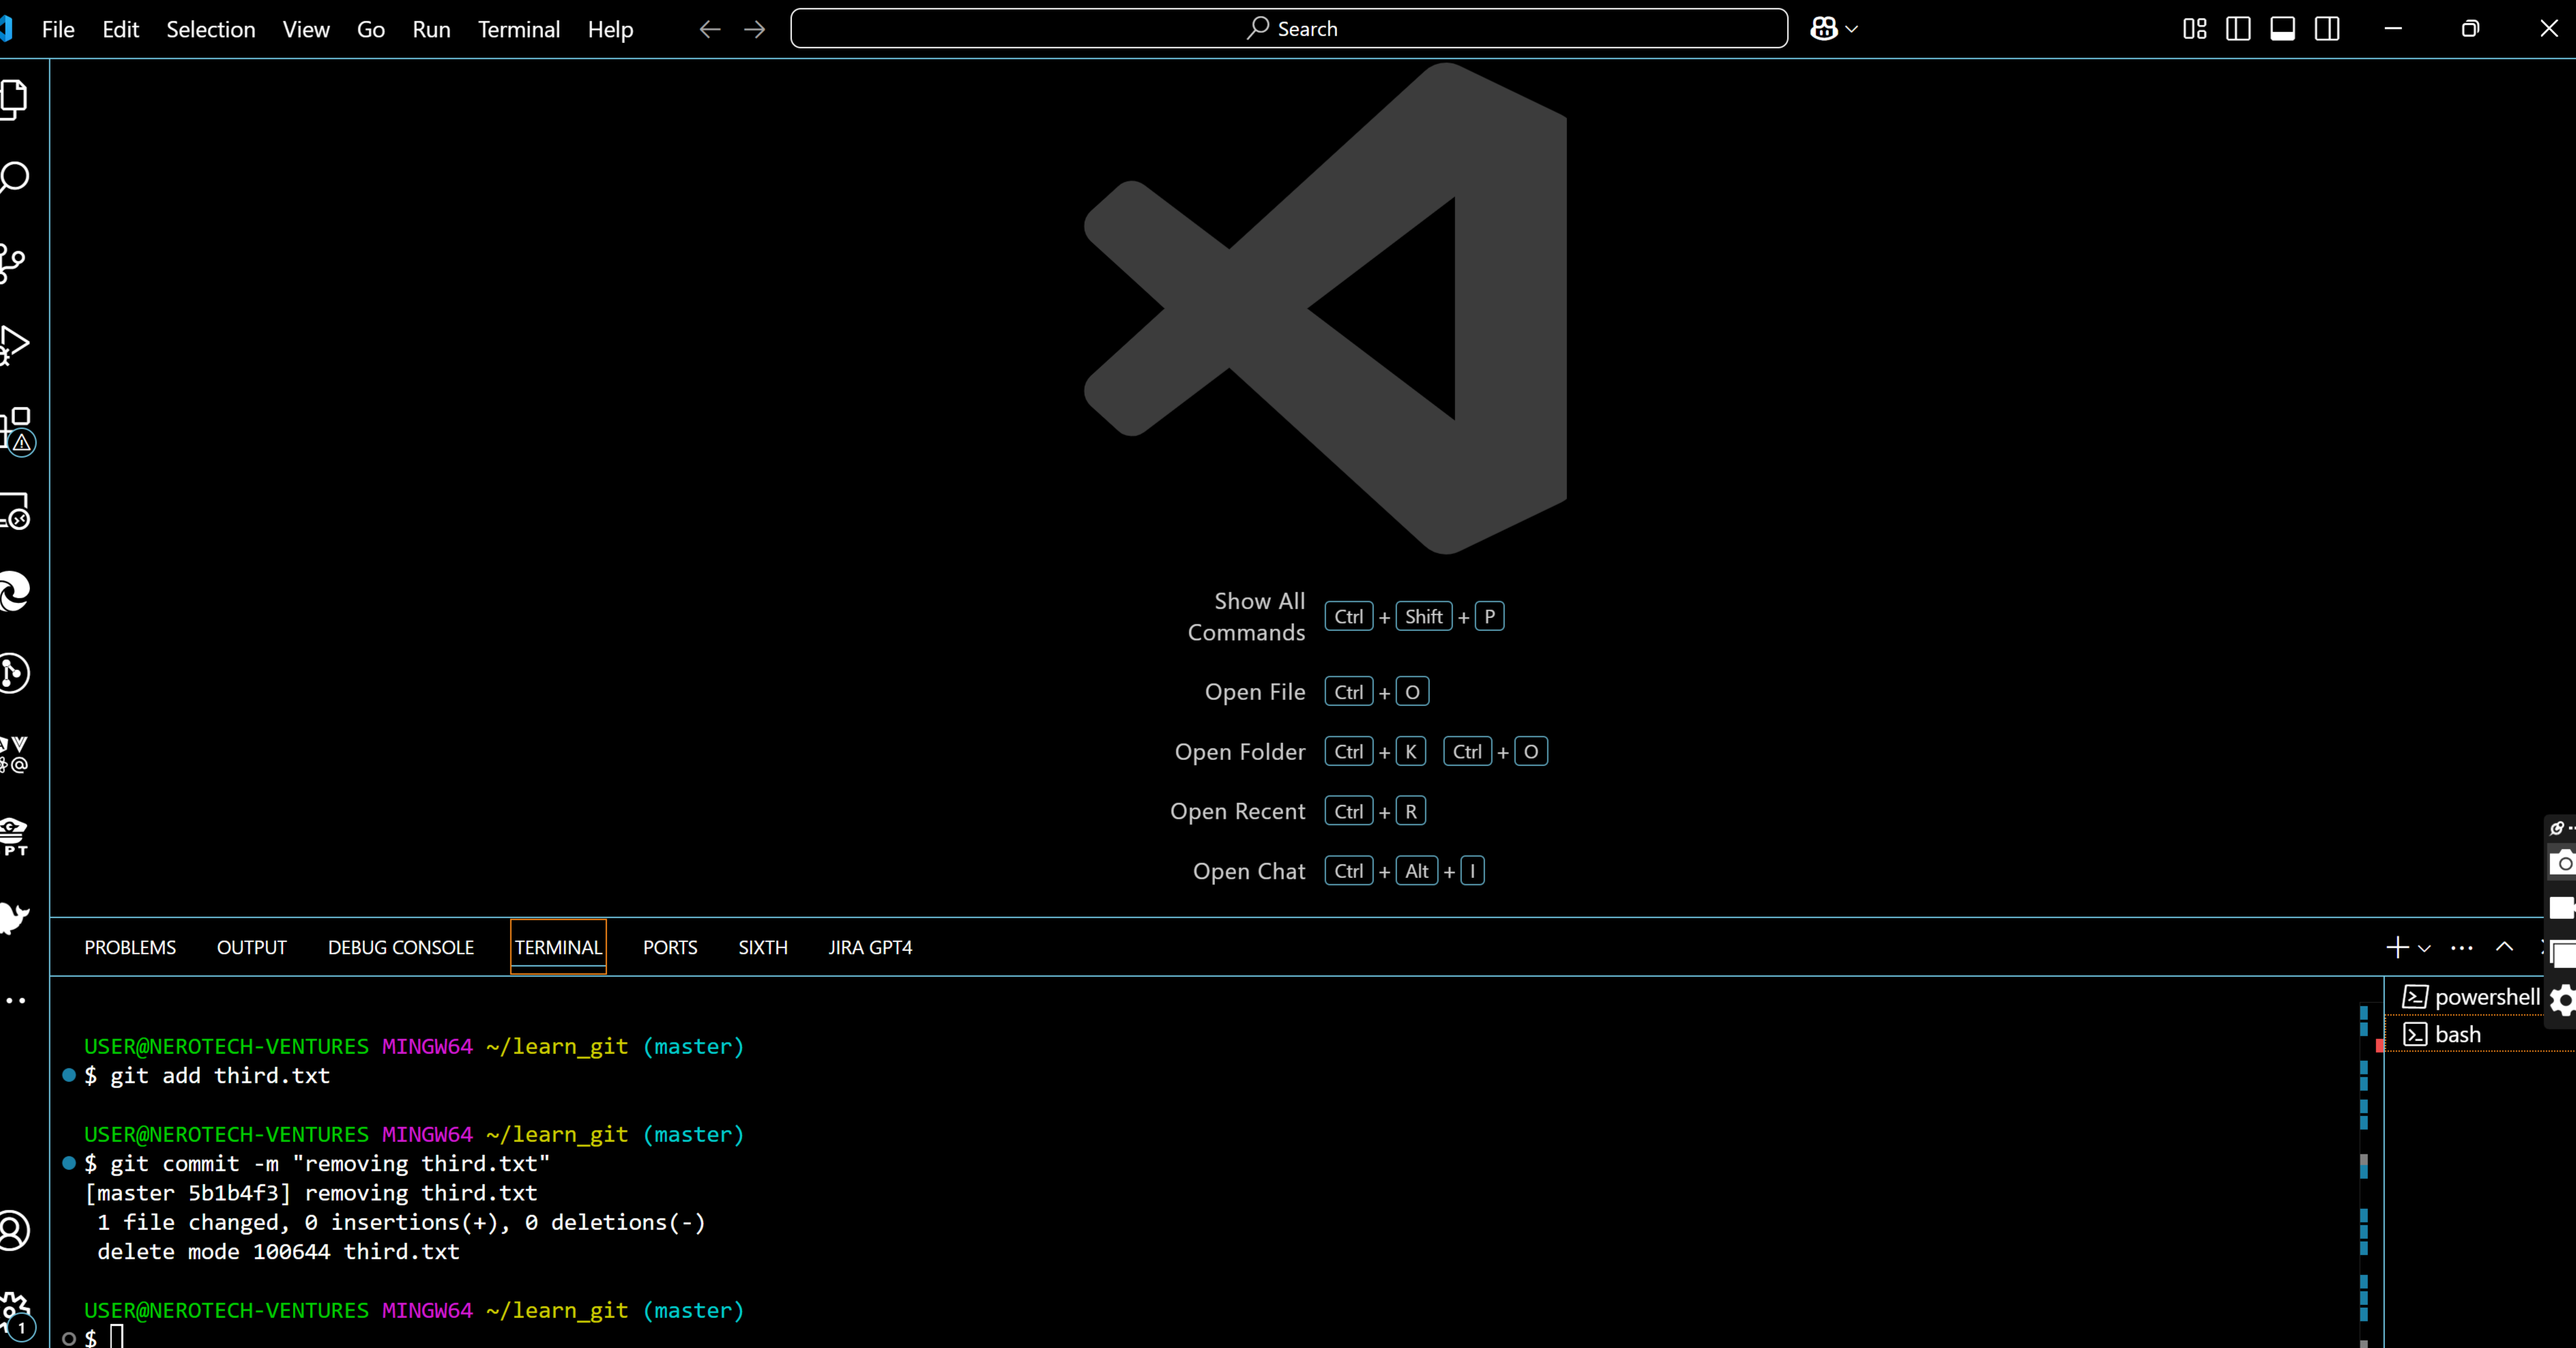 File Edit Selection View Go Run Terminal Help
Search
Show All Commands Ctrl + Shift + P
Open File Ctrl + O
Open Folder Ctrl + K Ctrl + O
Open Recent Ctrl + R
Open Chat Ctrl + Alt + I
PROBLEMS OUTPUT DEBUG CONSOLE TERMINAL PORTS SIXTH JIRA GPT4
powershell
bash
USER@NEROTECH-VENTURES MINGW64 ~/learn_git (master)
$ git add third.txt
USER@NEROTECH-VENTURES MINGW64 ~/learn_git (master)
$ git commit -m "removing third.txt"
[master 5b1b4f3] removing third.txt
1 file changed, 0 insertions(+), 0 deletions(-)
delete mode 100644 third.txt
USER@NEROTECH-VENTURES MINGW64 ~/learn_git (master)
$
1